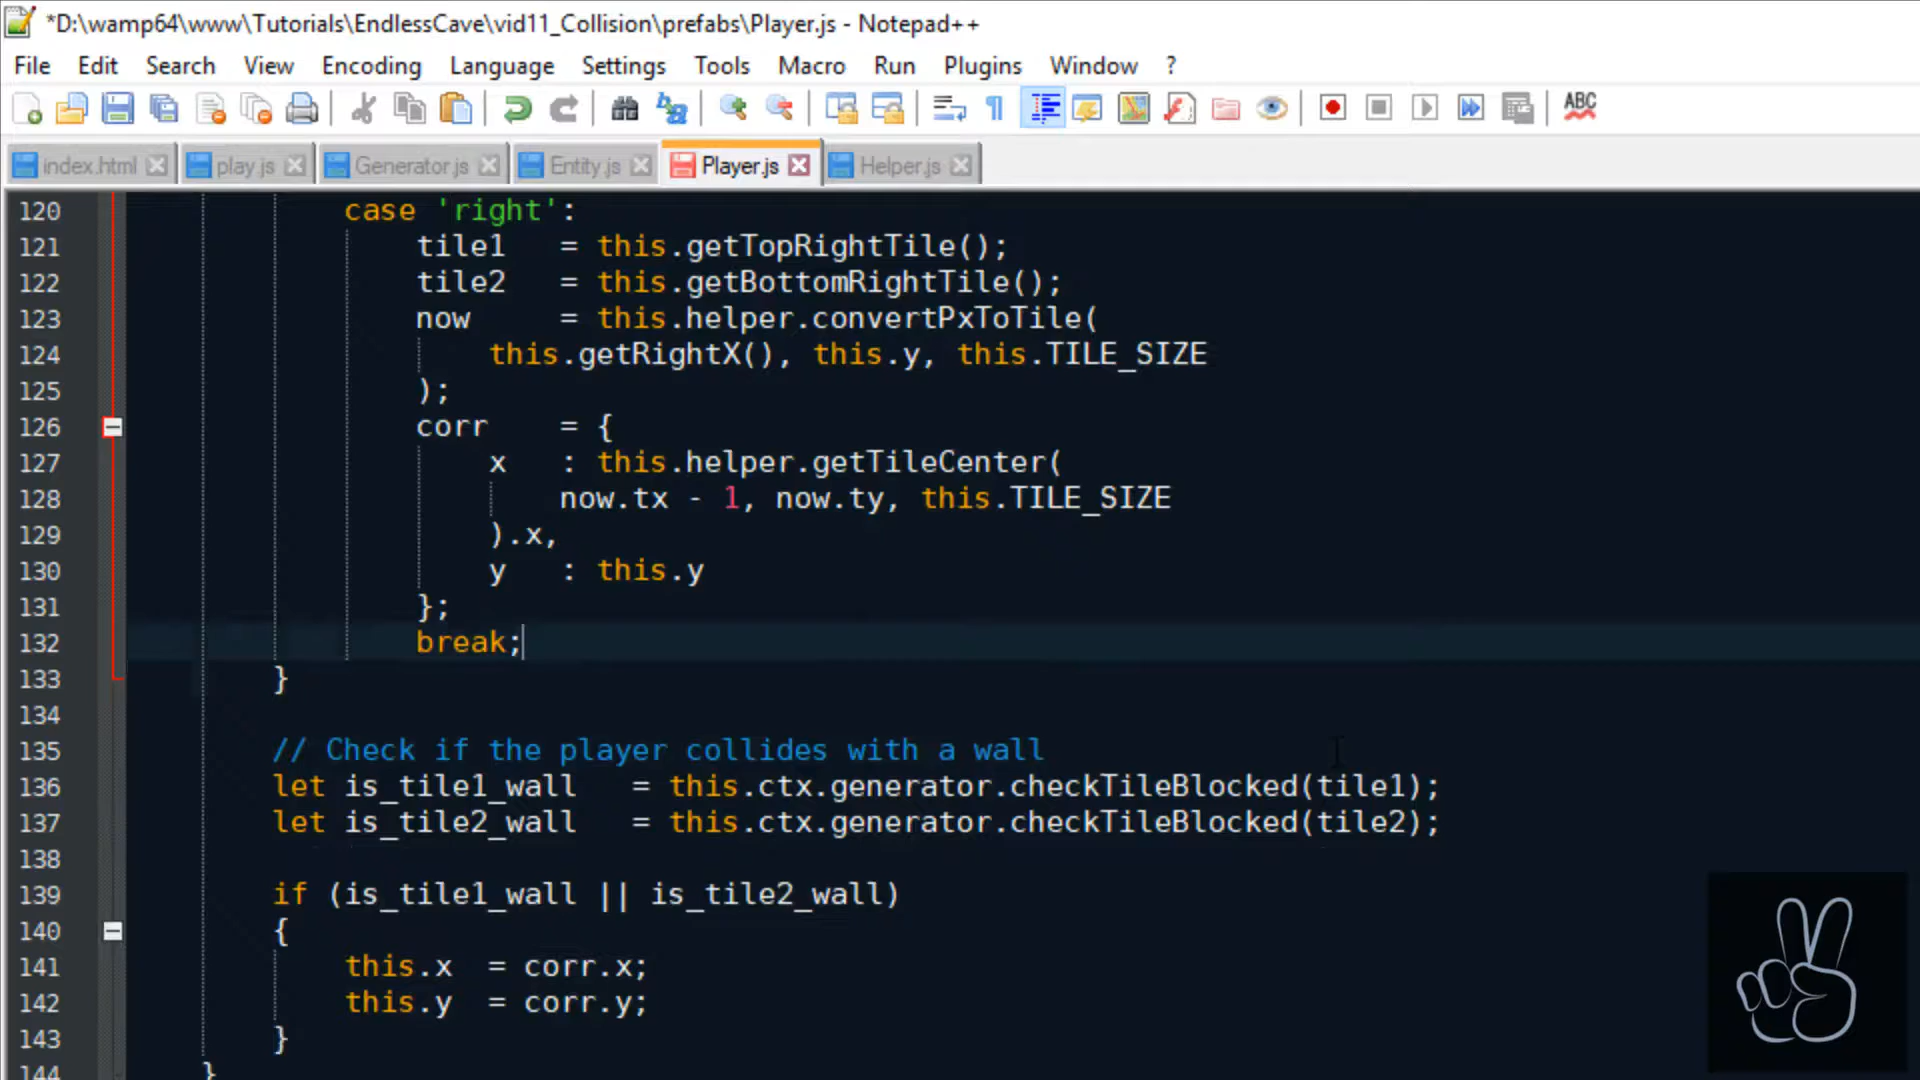 *D:\wamp64\www\Tutorials\EndlessCave\vid11_Collision\prefabs\Player.js - Notepad++
File Edit Search View Encoding Language Settings Tools Macro Run Plugins Window ?
ABC
index.html play.js Generator.js Entity.js Player.js Helper.js
120 case 'right':
121 tile1 = this.getTopRightTile();
122 tile2 = this.getBottomRightTile();
123 now = this.helper.convertPxToTile(
124 this.getRightX(), this.y, this.TILE_SIZE
125 );
126 corr = {
127 x : this.helper.getTileCenter(
128 now.tx - 1, now.ty, this.TILE_SIZE
129 ).x,
130 y : this.y
131 };
132 break;
133 }
134
135 // Check if the player collides with a wall
136 let is_tile1_wall = this.ctx.generator.checkTileBlocked(tile1);
137 let is_tile2_wall = this.ctx.generator.checkTileBlocked(tile2);
138
139 if (is_tile1_wall || is_tile2_wall)
140 {
141 this.x = corr.x;
142 this.y = corr.y;
143 }
144 }